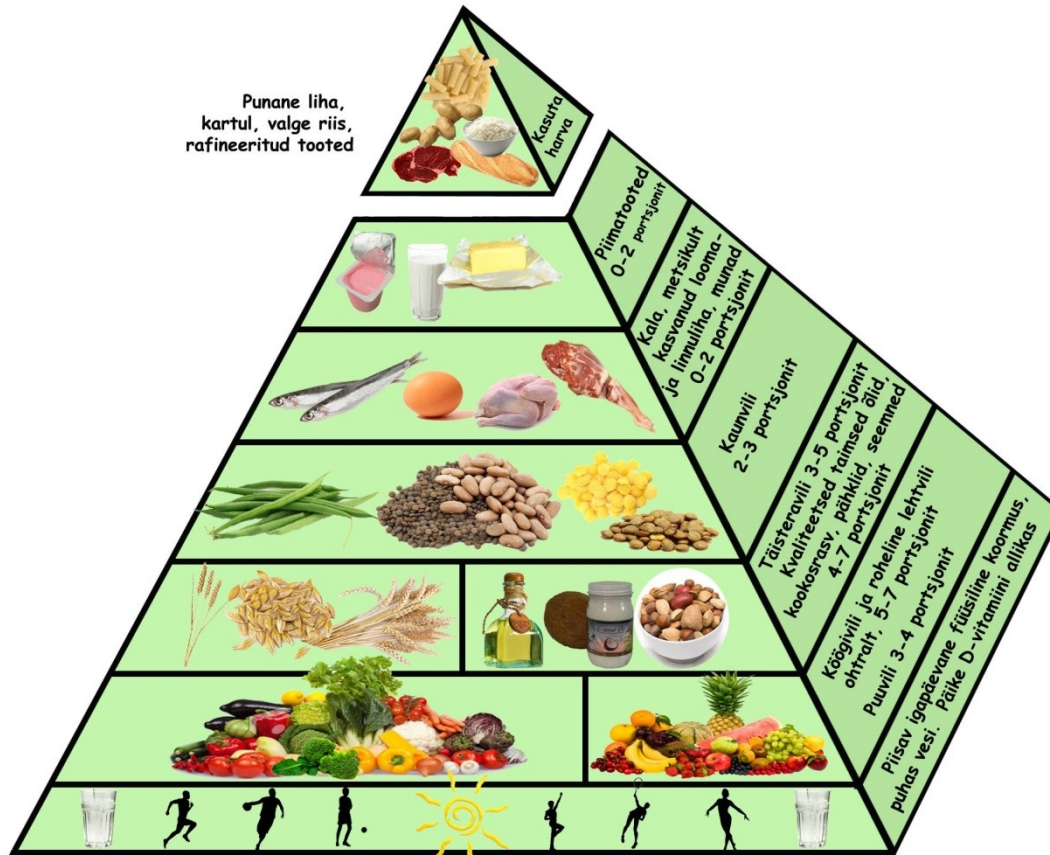 Punane liha,
kartul, valge riis,
rafineeritud tooted
Kasuta
harva
Piimatooted
0-2 portsjonit
Kala, metsikult
kasvanud looma-
ja linnuliha, munad
0-2 portsjonit
Kaunvili
2-3 portsjonit
Täisteravili 3-5 portsjonit
Kvaliteetsed taimsed õlid,
kookosrasv, pähklid, seemned
4-7 portsjonit
Köögivili ja roheline lehtvili
ohtralt, 5-7 portsjonit
Puuvili 3-4 portsjonit
Piisav igapäevane füüsiline koormus,
puhas vesi. Päike D-vitamiini allikas